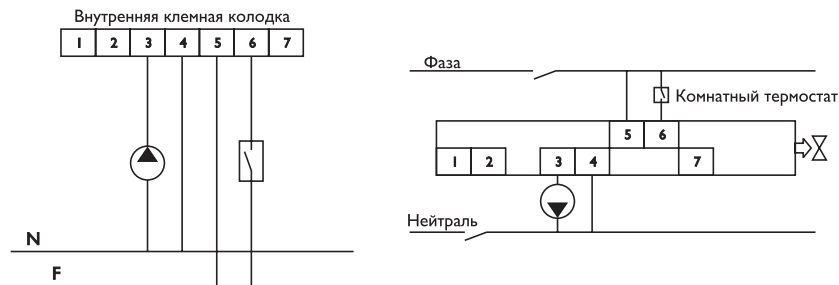 Внутренняя клемная колодка
1 2 3 4 5 6 7
N
F
Фаза
Комнатный термостат
5 6
1 2 3 4 7
Нейтраль